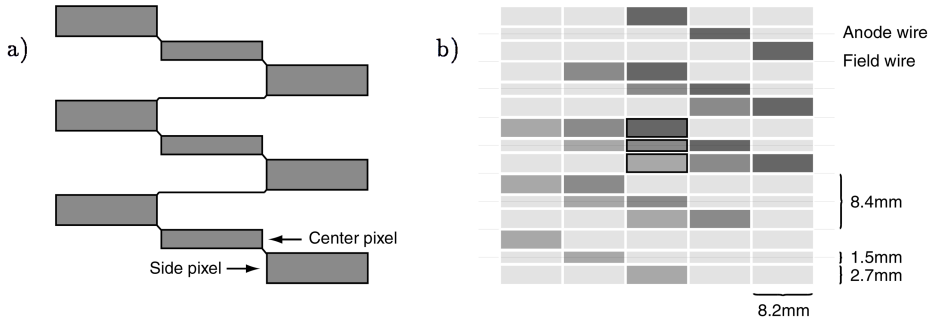 a)
Center pixel
Side pixel
b)
Anode wire
Field wire
8.4mm
1.5mm
2.7mm
8.2mm